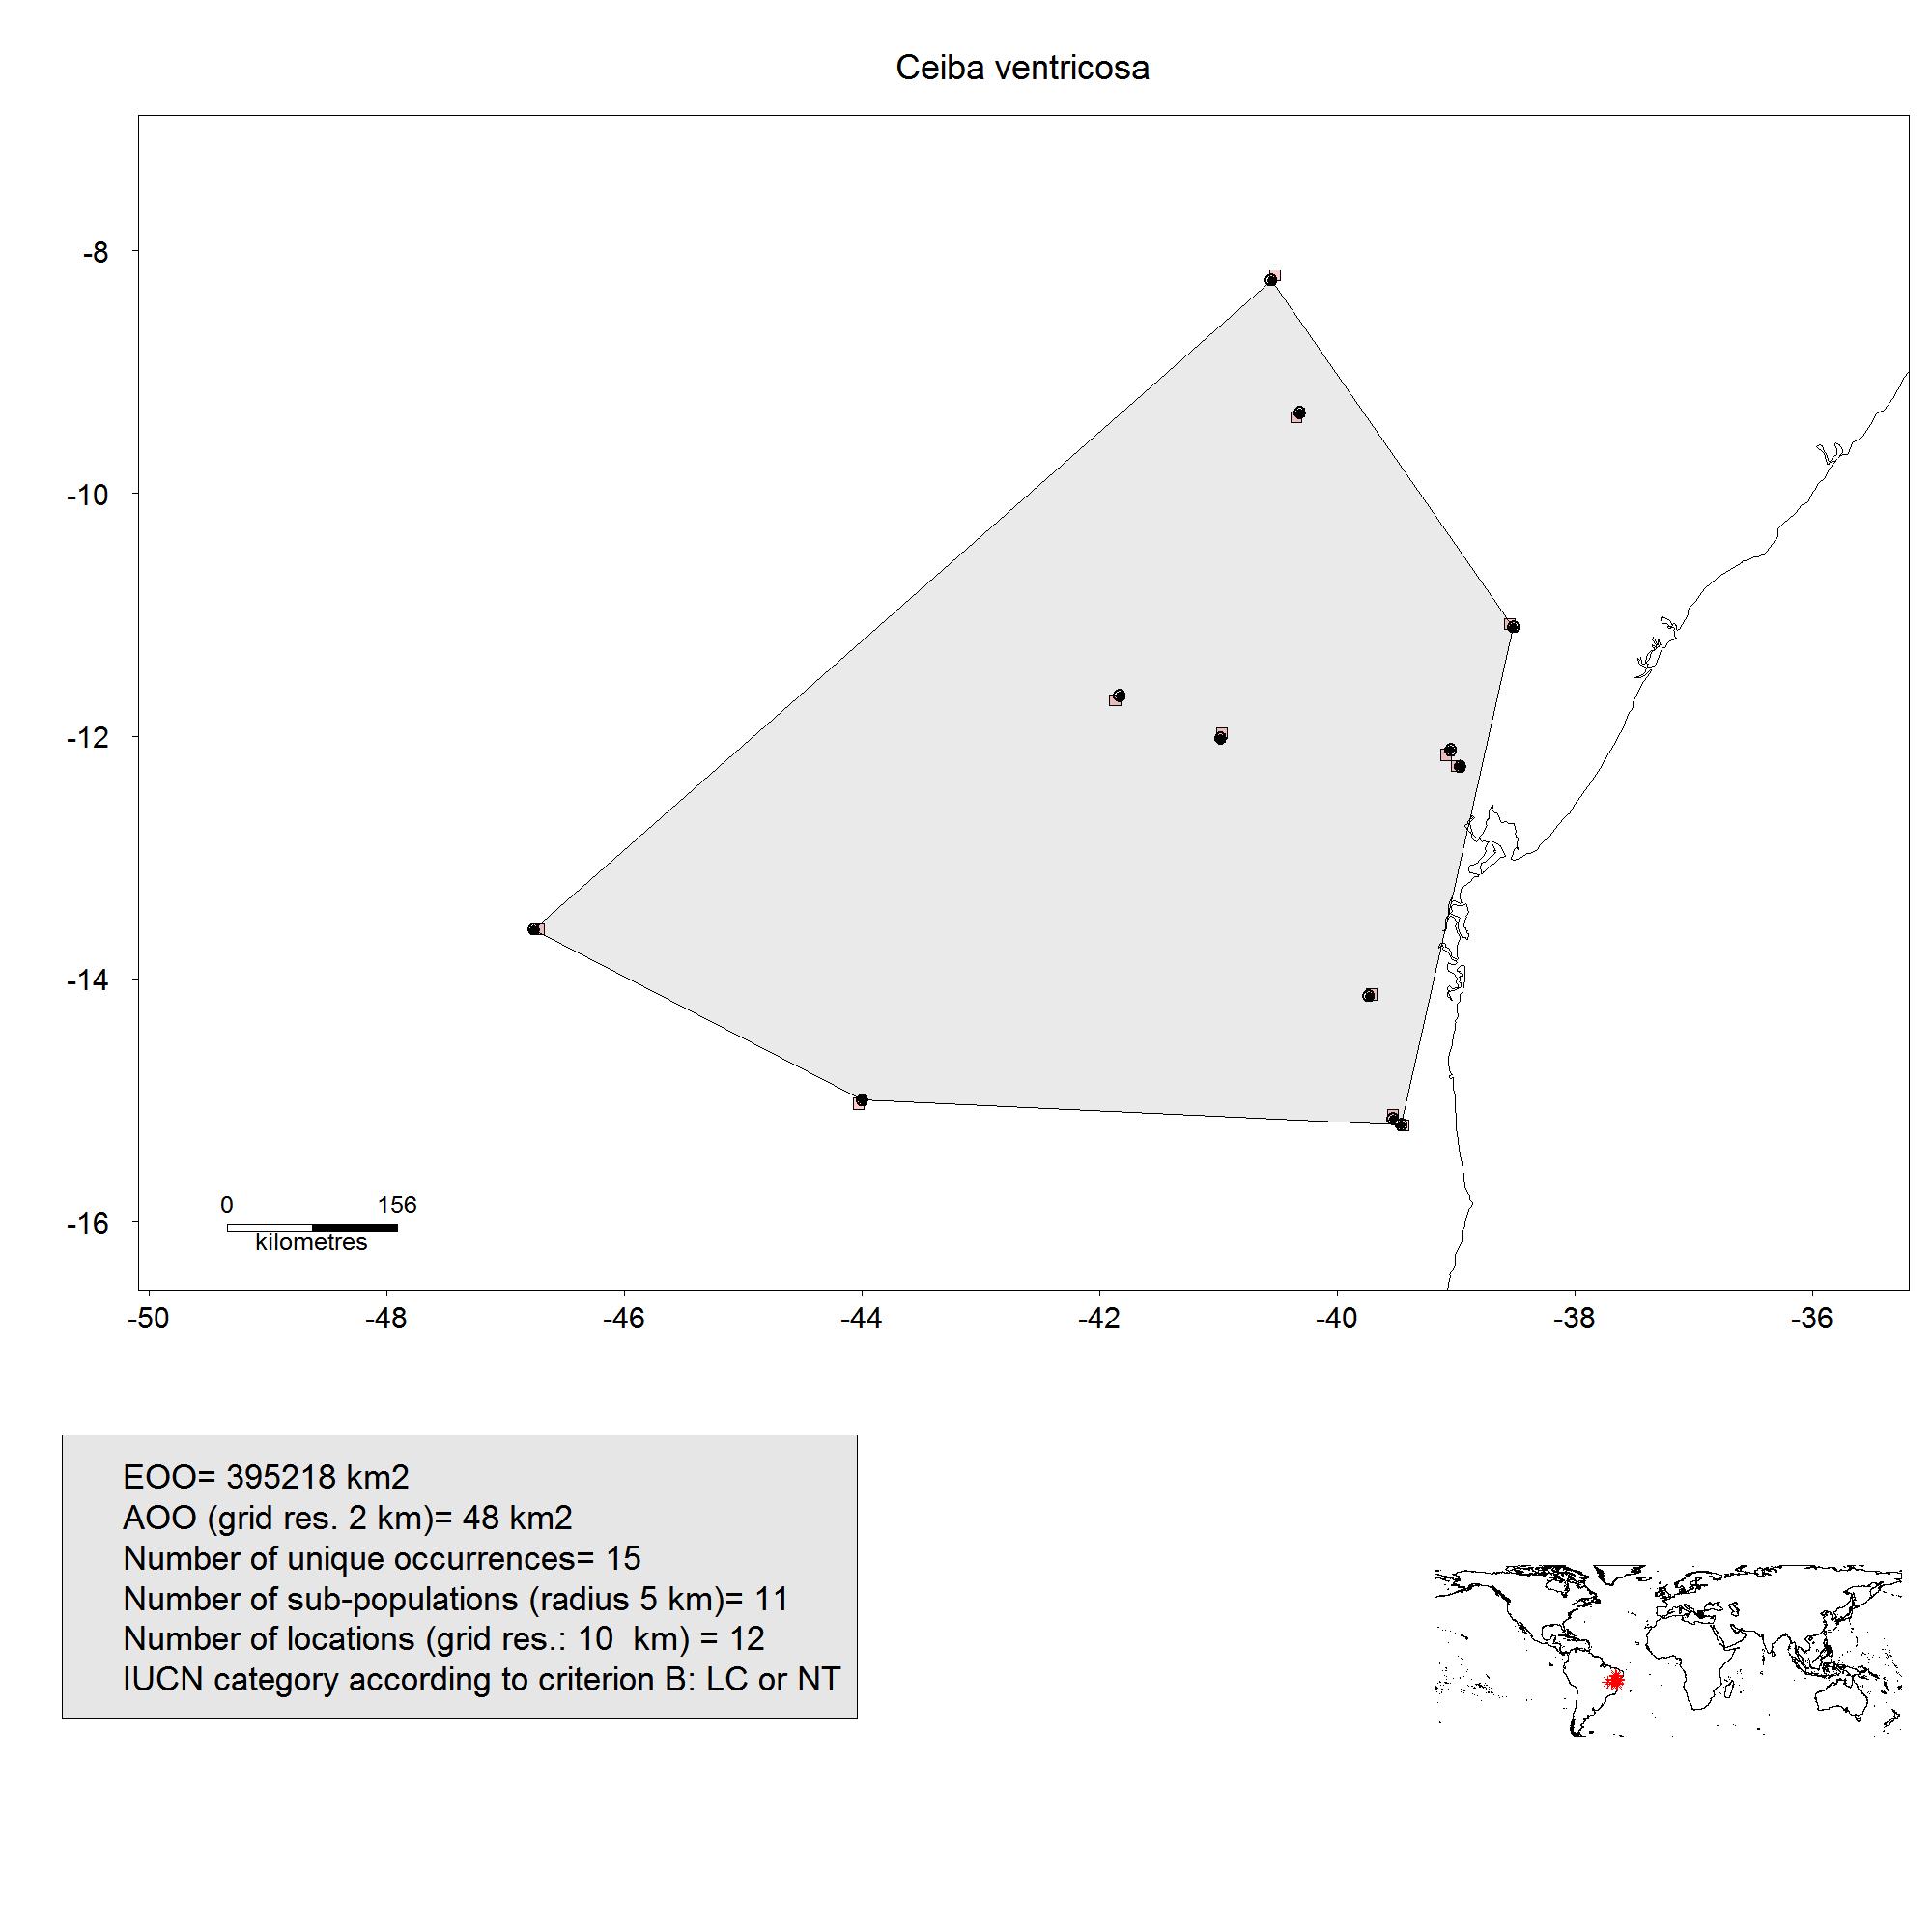 Ceiba ventricosa
-8
-10
-12
-14
-16
0 156
kilometres
-50 -48 -46 -44 -42 -40 -38 -36
EOO= 395218 km2
AOO (grid res. 2 km)= 48 km2
Number of unique occurrences= 15
Number of sub-populations (radius 5 km)= 11
Number of locations (grid res.: 10  km) = 12
IUCN category according to criterion B: LC or NT